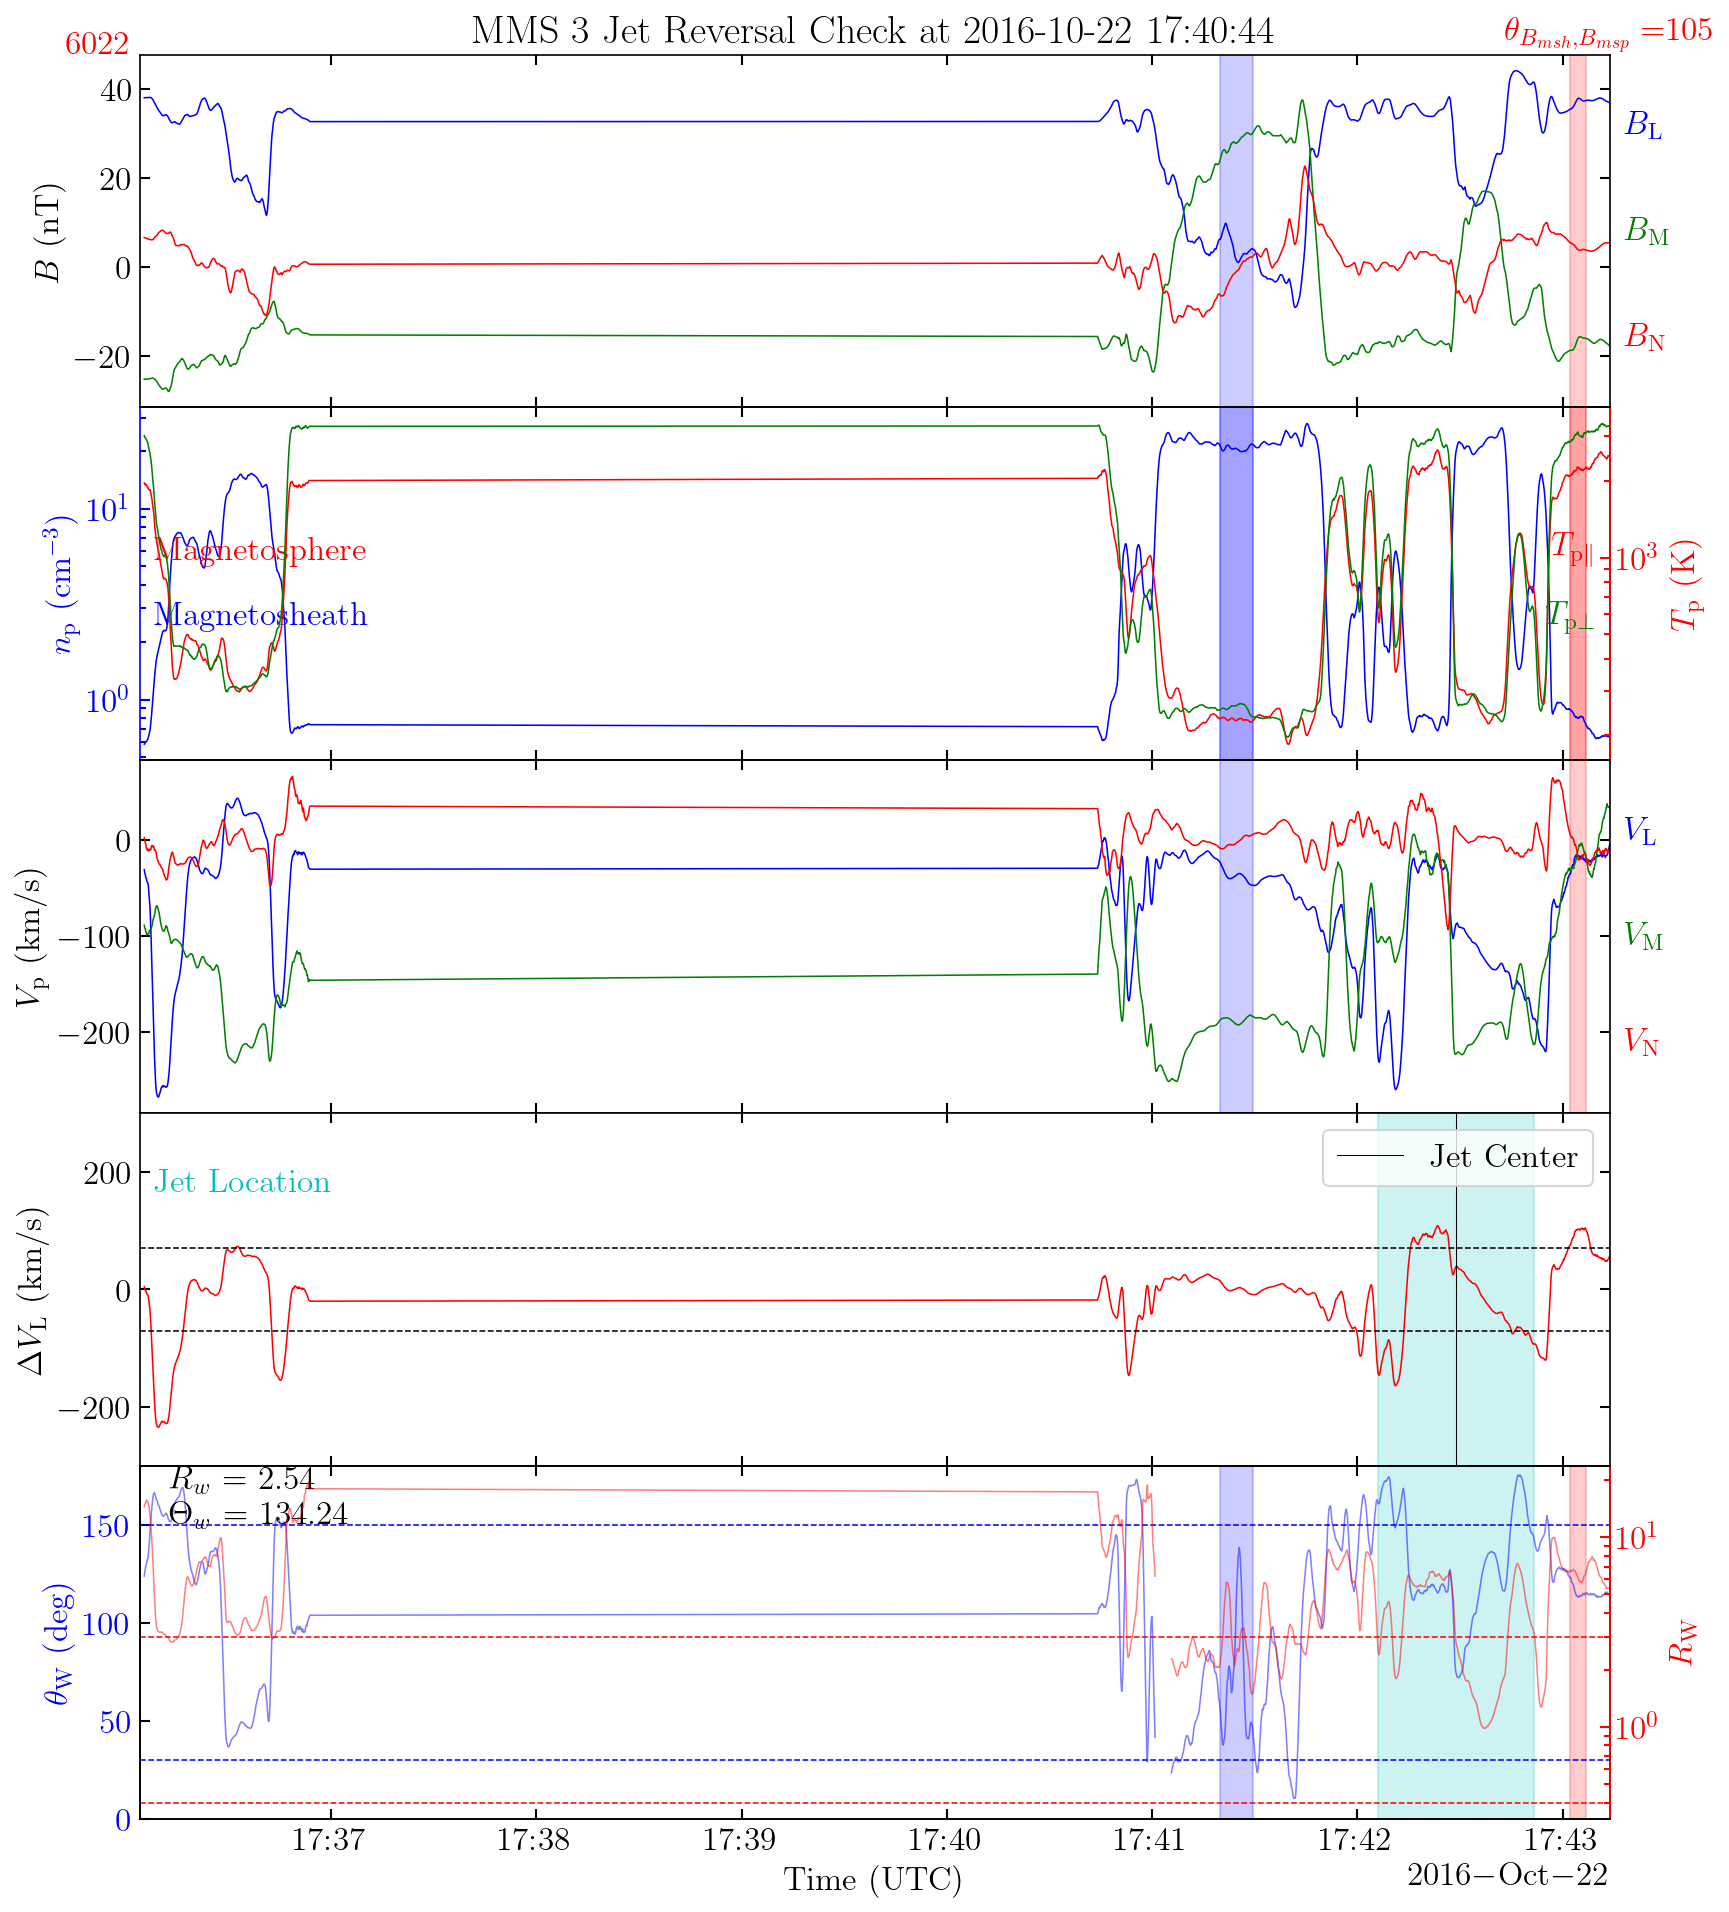 MMS 3 Jet Reversal Check at 2016-10-22 17:40:44
6022
θ_{B_{msh},B_{msp}} =105
40
20
0
−20
B (nT)
B_L
B_M
B_N
10^1
10^0
n_p (cm^{−3})
Magnetosphere
Magnetosheath
T_{p∥}
T_{p⊥}
10^3
T_p (K)
0
−100
−200
V_p (km/s)
V_L
V_M
V_N
200
0
−200
ΔV_L (km/s)
Jet Location
Jet Center
R_w = 2.54
Θ_w = 134.24
150
100
50
0
θ_W (deg)
10^1
10^0
R_W
17:37 17:38 17:39 17:40 17:41 17:42 17:43
Time (UTC)
2016−Oct−22